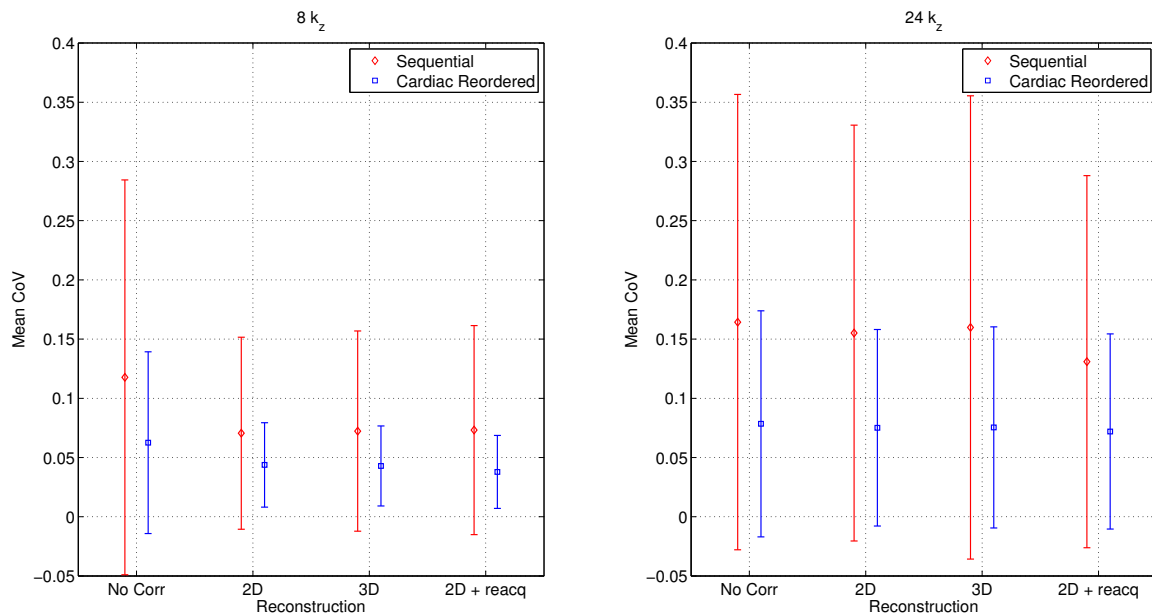 8 k_z
0.4
0.35
0.3
0.25
0.2
0.15
0.1
0.05
0
−0.05
Mean CoV
Sequential
Cardiac Reordered
No Corr 2D 3D 2D + reacq
Reconstruction
24 k_z
0.4
0.35
0.3
0.25
0.2
0.15
0.1
0.05
0
−0.05
Mean CoV
Sequential
Cardiac Reordered
No Corr 2D 3D 2D + reacq
Reconstruction